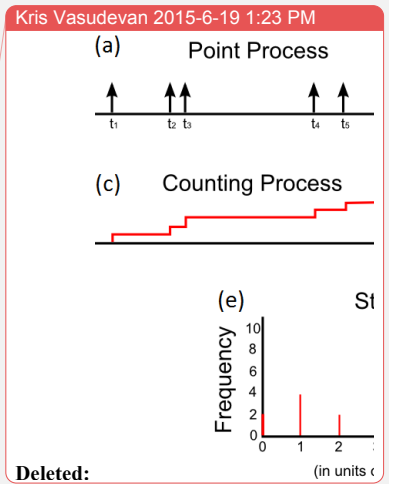 Kris Vasudevan 2015-6-19 1:23 PM
(a) Point Process
t1 t2 t3 t4 t5
(c) Counting Process
(e) St
Frequency
10
8
6
4
2
0
0 1 2
(in units
Deleted: